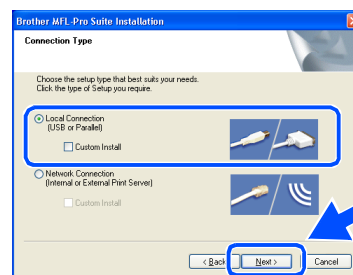 Brother MFL-Pro Suite Installation
Connection Type
Choose the setup type that best suits your needs.
Click the type of Setup you require.
Local Connection
(USB or Parallel)
Custom Install
Network Connection
(Internal or External Print Server)
Custom Install
< Back
Next >
Cancel